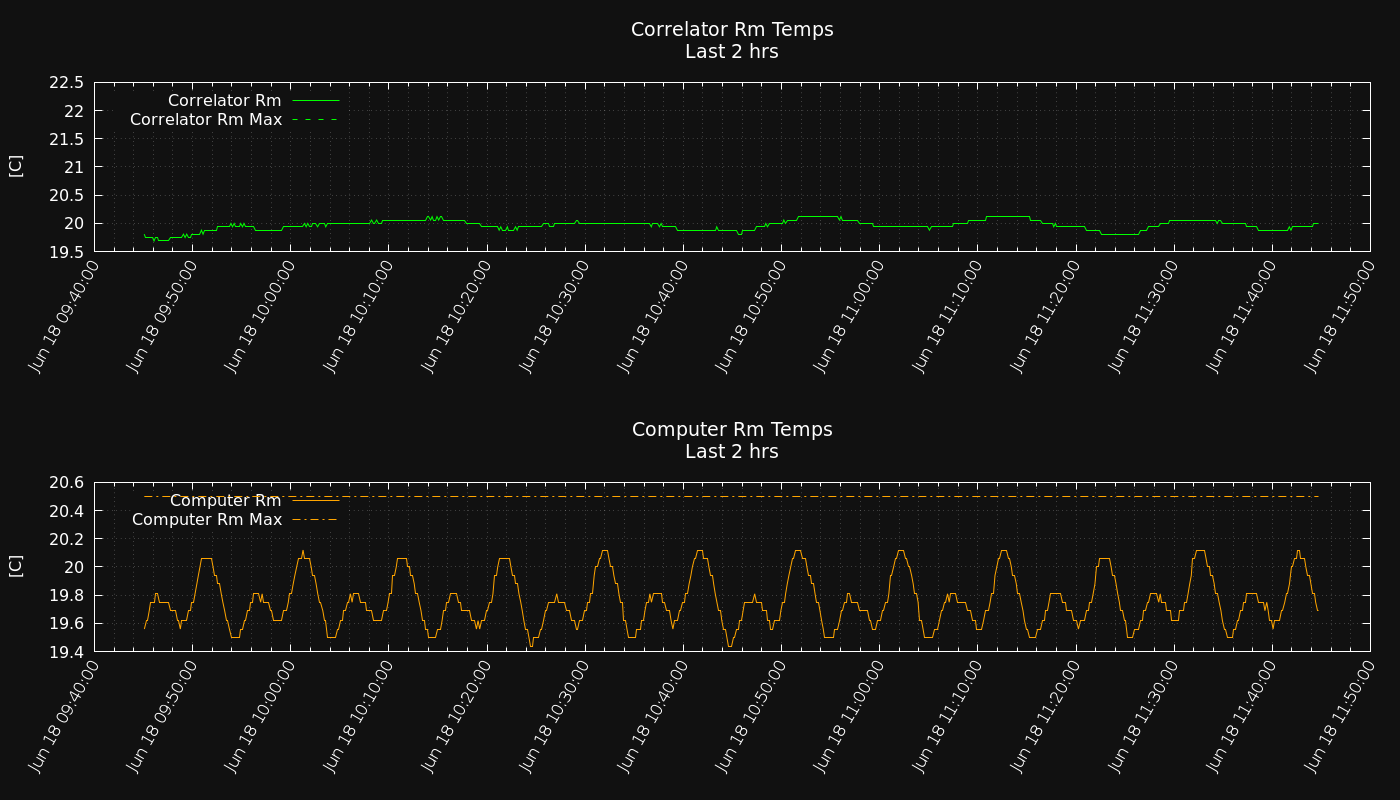 Correlator Rm Temps
Last 2 hrs
22.5
22
21.5
21
20.5
20
19.5
[C]
Correlator Rm
Correlator Rm Max
Jun 18 09:40:00
Jun 18 09:50:00
Jun 18 10:00:00
Jun 18 10:10:00
Jun 18 10:20:00
Jun 18 10:30:00
Jun 18 10:40:00
Jun 18 10:50:00
Jun 18 11:00:00
Jun 18 11:10:00
Jun 18 11:20:00
Jun 18 11:30:00
Jun 18 11:40:00
Jun 18 11:50:00
Computer Rm Temps
Last 2 hrs
20.6
20.4
20.2
20
19.8
19.6
19.4
[C]
Computer Rm
Computer Rm Max
Jun 18 09:40:00
Jun 18 09:50:00
Jun 18 10:00:00
Jun 18 10:10:00
Jun 18 10:20:00
Jun 18 10:30:00
Jun 18 10:40:00
Jun 18 10:50:00
Jun 18 11:00:00
Jun 18 11:10:00
Jun 18 11:20:00
Jun 18 11:30:00
Jun 18 11:40:00
Jun 18 11:50:00